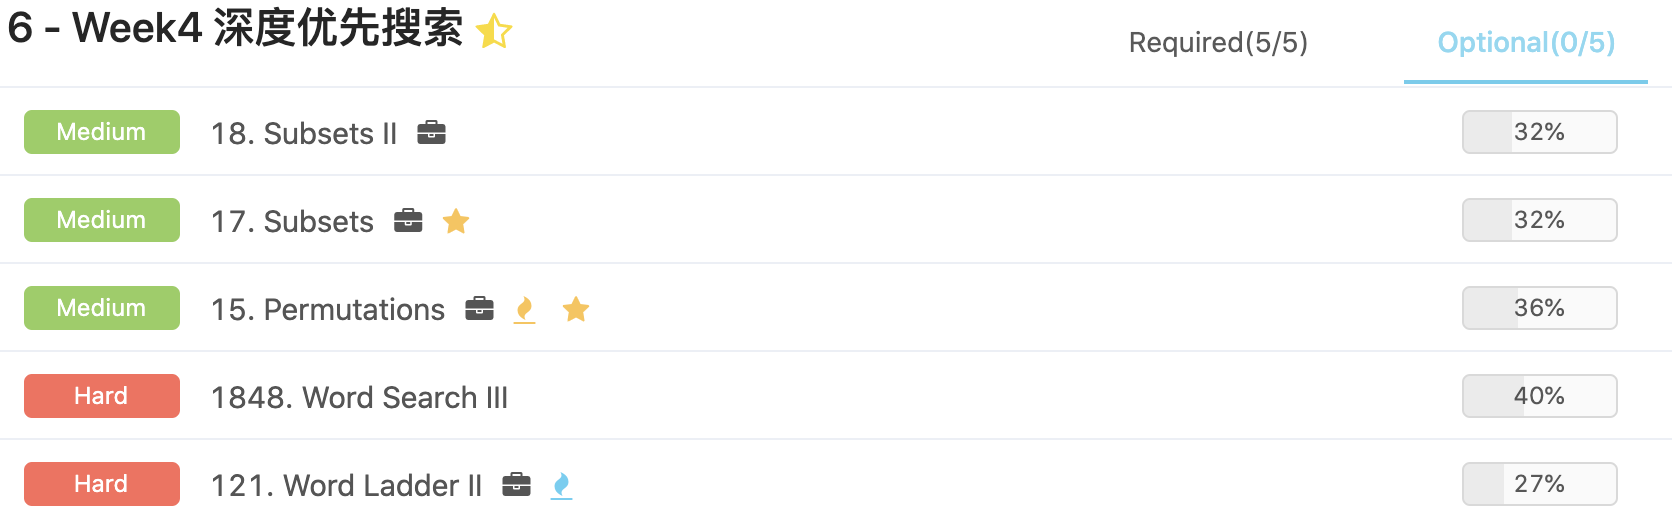 6 - Week4 深度优先搜索
Required(5/5) Optional(0/5)
Medium 18. Subsets II 32%
Medium 17. Subsets 32%
Medium 15. Permutations 36%
Hard 1848. Word Search III 40%
Hard 121. Word Ladder II 27%